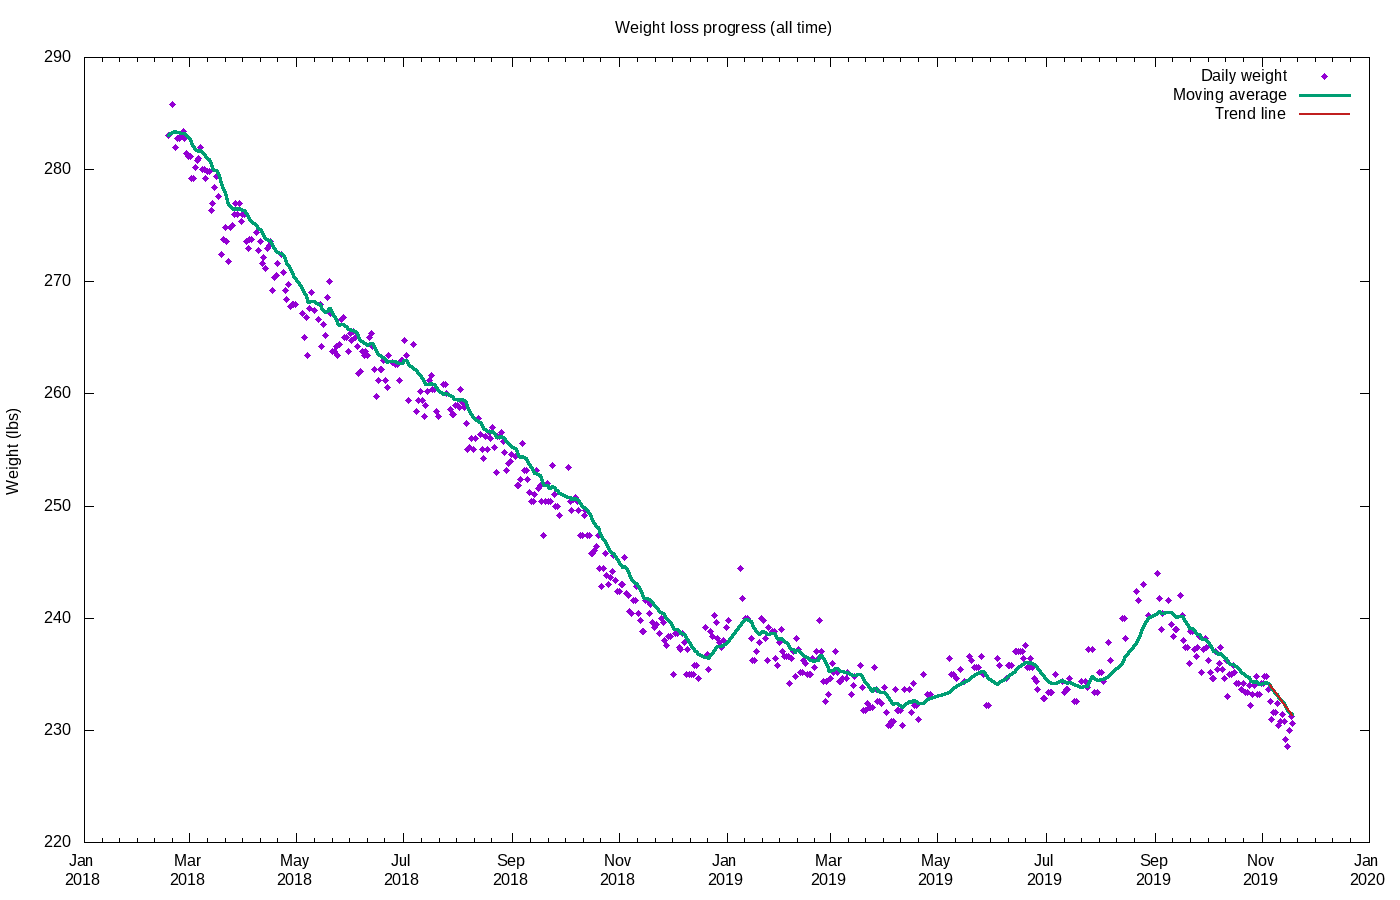 Weight loss progress (all time)
Daily weight
Moving average
Trend line
Weight (lbs)
290
280
270
260
250
240
230
220
Jan Mar May Jul Sep Nov Jan Mar May Jul Sep Nov Jan
2018 2018 2018 2018 2018 2018 2019 2019 2019 2019 2019 2019 2020